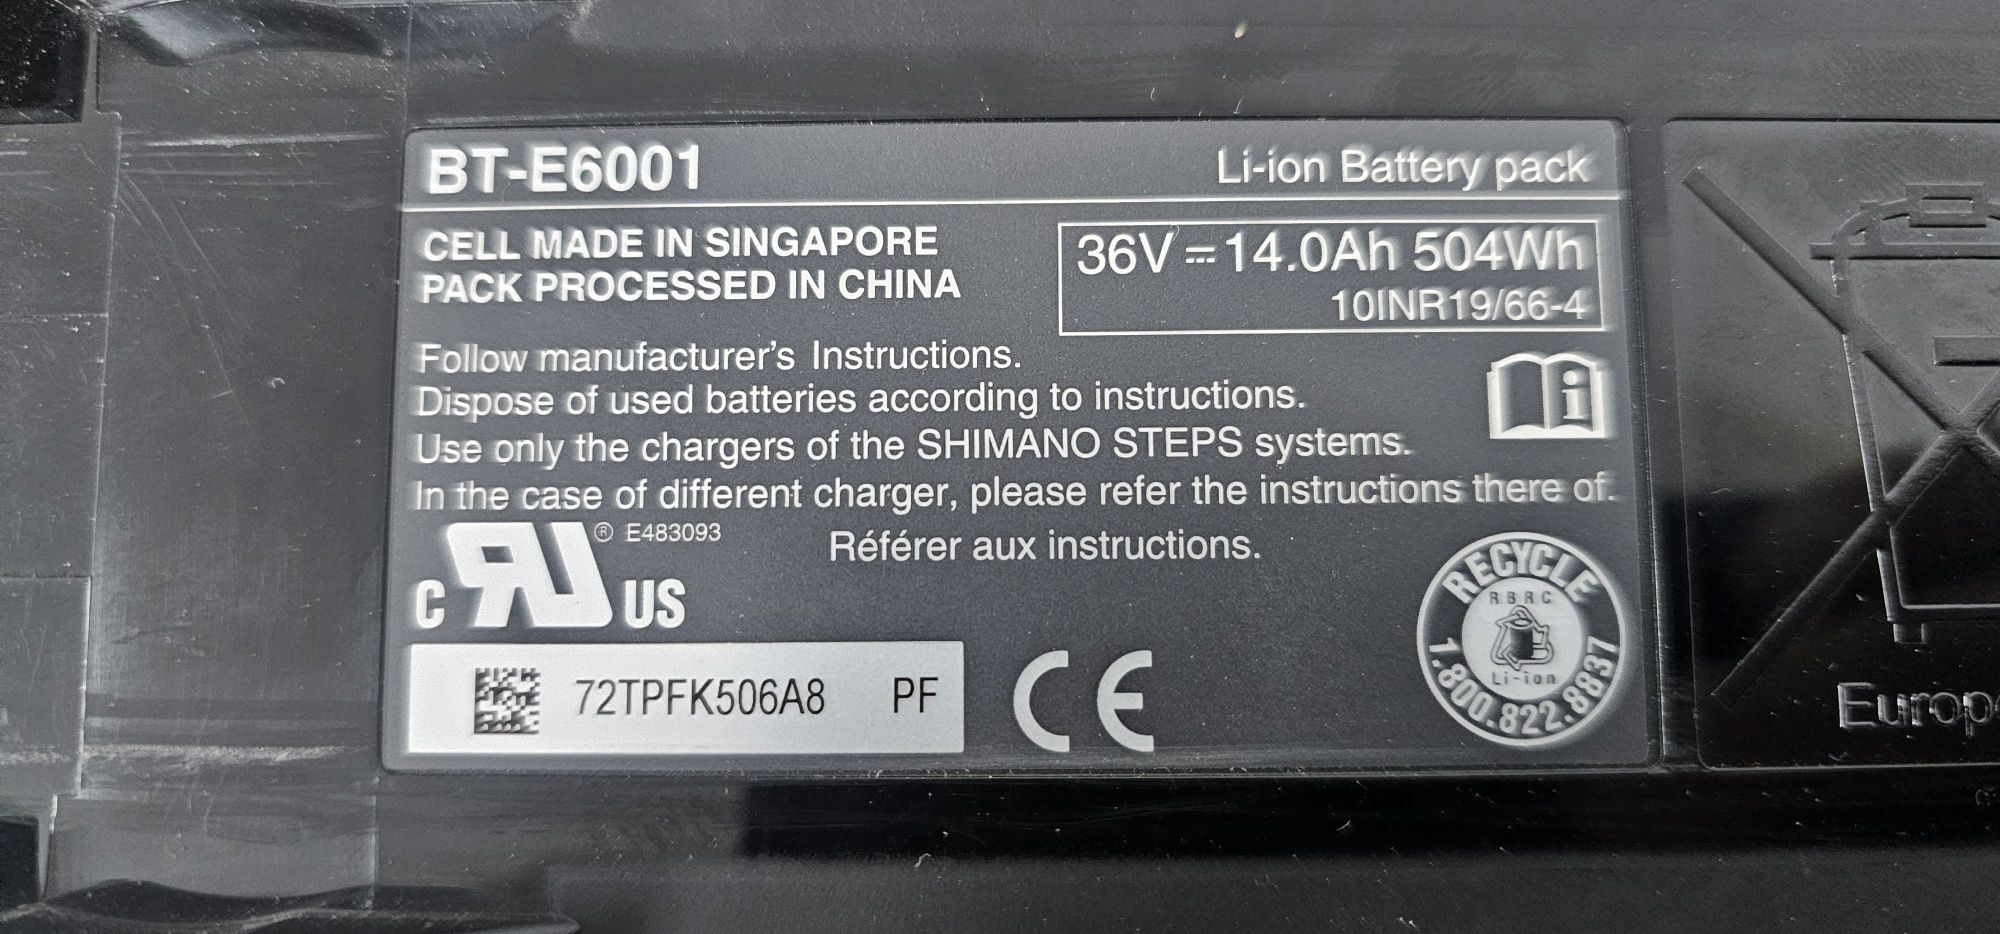 BT-E6001
Li-ion Battery pack
CELL MADE IN SINGAPORE
PACK PROCESSED IN CHINA
36V⎓14.0Ah 504Wh
10INR19/66-4
Follow manufacturer's Instructions.
Dispose of used batteries according to instructions.
Use only the chargers of the SHIMANO STEPS systems.
In the case of different charger, please refer the instructions there of.
® E483093
C RU US
Référer aux instructions.
RECYCLE
RBRC
Li-ion
1.800.822.8837
72TPFK506A8 PF
CE